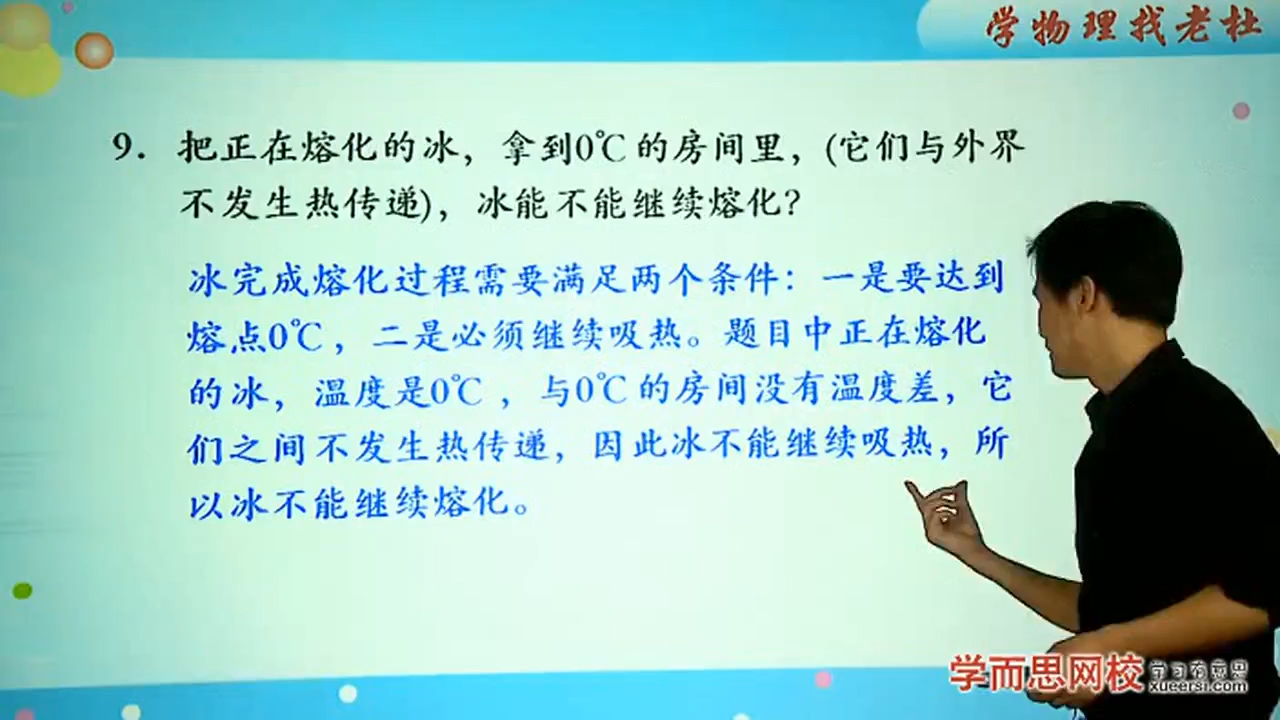 学物理找老杜
9. 把正在熔化的冰，拿到0℃的房间里，(它们与外界
不发生热传递)，冰能不能继续熔化?
冰完成熔化过程需要满足两个条件：一是要达到
熔点0℃，二是必须继续吸热。题目中正在熔化
的冰，温度是0℃，与0℃的房间没有温度差，它
们之间不发生热传递，因此冰不能继续吸热，所
以冰不能继续熔化。
学而思网校 学习有意思
xueersi.com